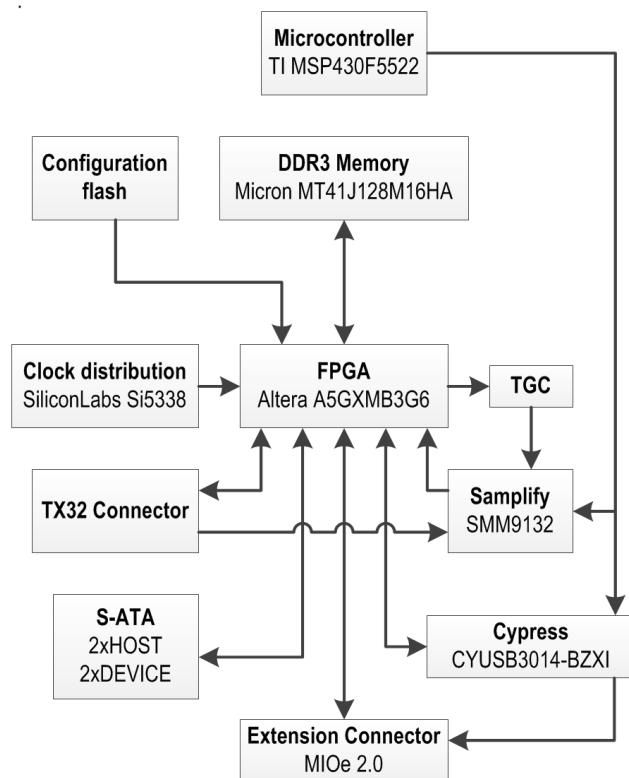 Microcontroller
TI MSP430F5522
Configuration
flash
DDR3 Memory
Micron MT41J128M16HA
Clock distribution
SiliconLabs Si5338
FPGA
Altera A5GXMB3G6
TGC
TX32 Connector
Samplify
SMM9132
S-ATA
2xHOST
2xDEVICE
Cypress
CYUSB3014-BZXI
Extension Connector
MIOe 2.0